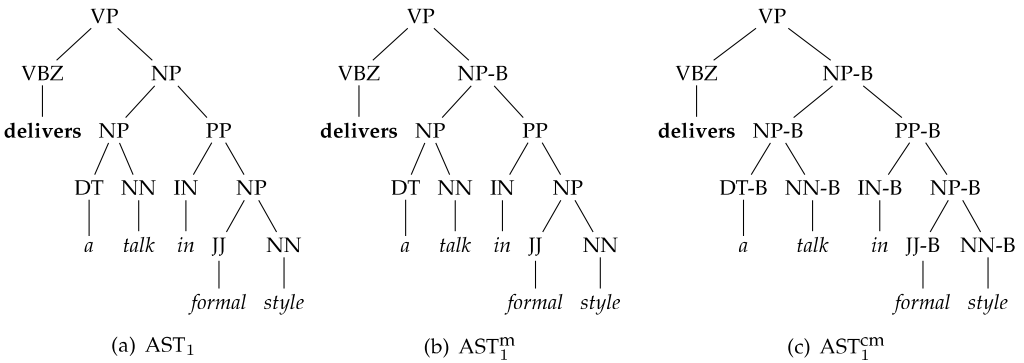 VP VP VP
VBZ NP VBZ NP-B VBZ NP-B
delivers NP PP delivers NP PP delivers NP-B PP-B
DT NN IN NP DT NN IN NP DT-B NN-B IN-B NP-B
a talk in JJ NN a talk in JJ NN a talk in JJ-B NN-B
formal style formal style formal style
(a) AST₁ (b) AST₁ᵐ (c) AST₁ᶜᵐ